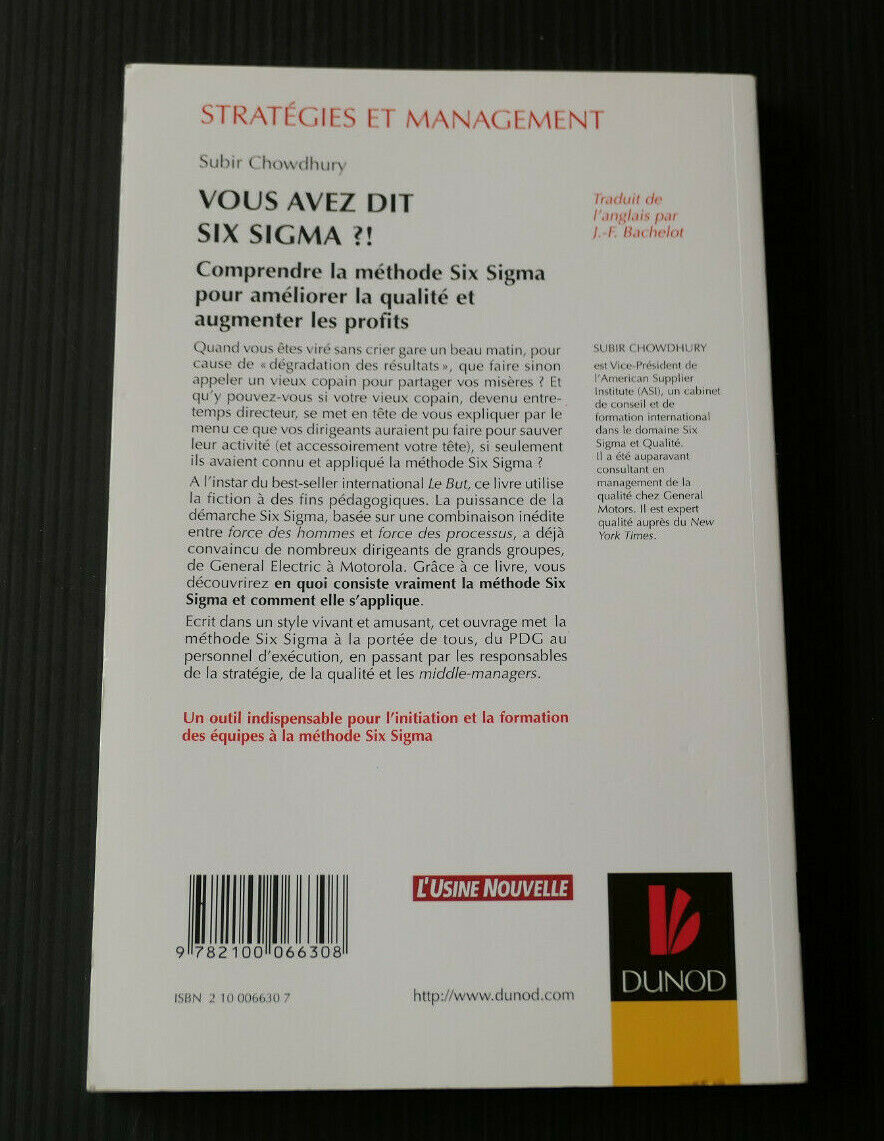 STRATÉGIES ET MANAGEMENT
Subir Chowdhury
VOUS AVEZ DIT
SIX SIGMA ?!
Comprendre la méthode Six Sigma
pour améliorer la qualité et
augmenter les profits
Quand vous êtes viré sans crier gare un beau matin, pour
cause de « dégradation des résultats », que faire sinon
appeler un vieux copain pour partager vos misères ? Et
qu'y pouvez-vous si votre vieux copain, devenu entre-
temps directeur, se met en tête de vous expliquer par le
menu ce que vos dirigeants auraient pu faire pour sauver
leur activité (et accessoirement votre tête), si seulement
ils avaient connu et appliqué la méthode Six Sigma ?
A l'instar du best-seller international Le But, ce livre utilise
la fiction à des fins pédagogiques. La puissance de la
démarche Six Sigma, basée sur une combinaison inédite
entre force des hommes et force des processus, a déjà
convaincu de nombreux dirigeants de grands groupes,
de General Electric à Motorola. Grâce à ce livre, vous
découvrirez en quoi consiste vraiment la méthode Six
Sigma et comment elle s'applique.
Ecrit dans un style vivant et amusant, cet ouvrage met la
méthode Six Sigma à la portée de tous, du PDG au
personnel d'exécution, en passant par les responsables
de la stratégie, de la qualité et les middle-managers.
Un outil indispensable pour l'initiation et la formation
des équipes à la méthode Six Sigma
Traduit de
l'anglais par
J.-F. Bachelot
SUBIR CHOWDHURY
est Vice-Président de
l'American Supplier
Institute (ASI), un cabinet
de conseil et de
formation international
dans le domaine Six
Sigma et Qualité.
Il a été auparavant
consultant en
management de la
qualité chez General
Motors. Il est expert
qualité auprès du New
York Times.
9 782100 066308
ISBN 2 10 006630 7
L'USINE NOUVELLE
http://www.dunod.com
DUNOD